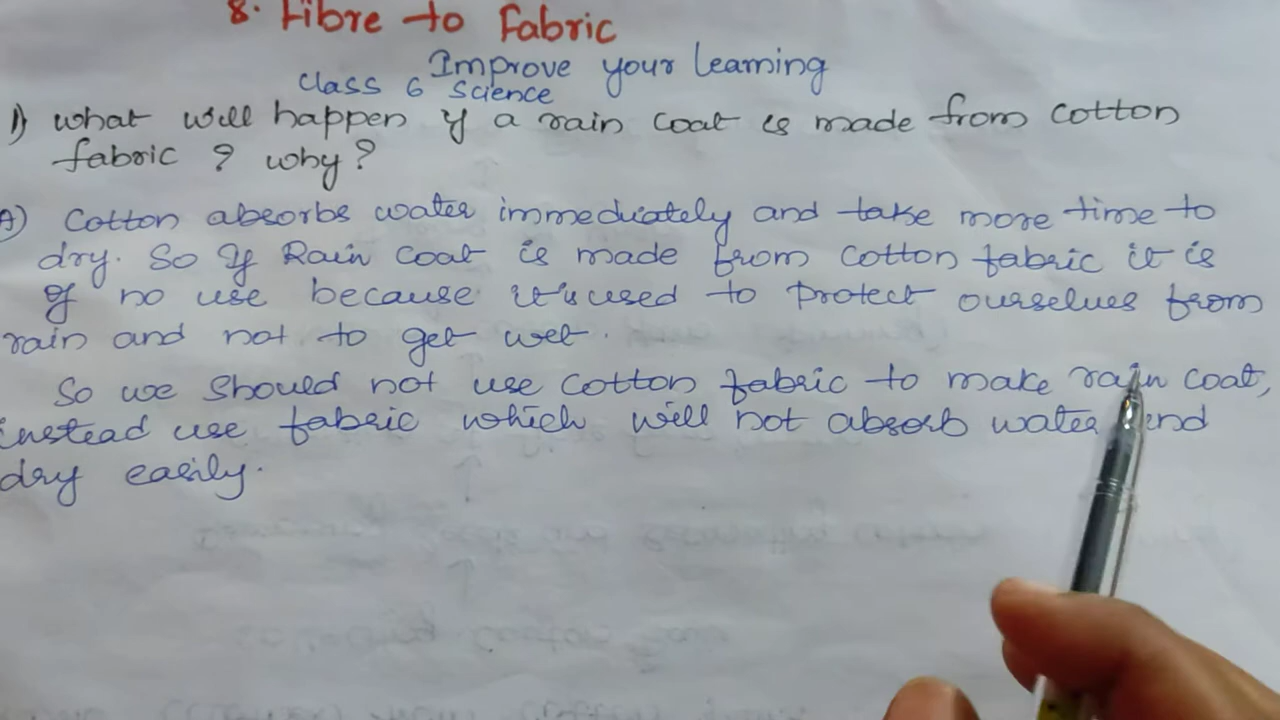 8. Fibre to Fabric
Improve your learning
Class 6 Science
1) what will happen if a rain coat is made from cotton
fabric ? why ?
A) Cotton absorbs water immediately and take more time to
dry. So If Rain coat is made from cotton fabric it is
of no use because it's used to protect ourselves from
rain and not to get wet.
So we should not use cotton fabric to make rain coat,
instead use fabric which will not absorb water and
dry easily.